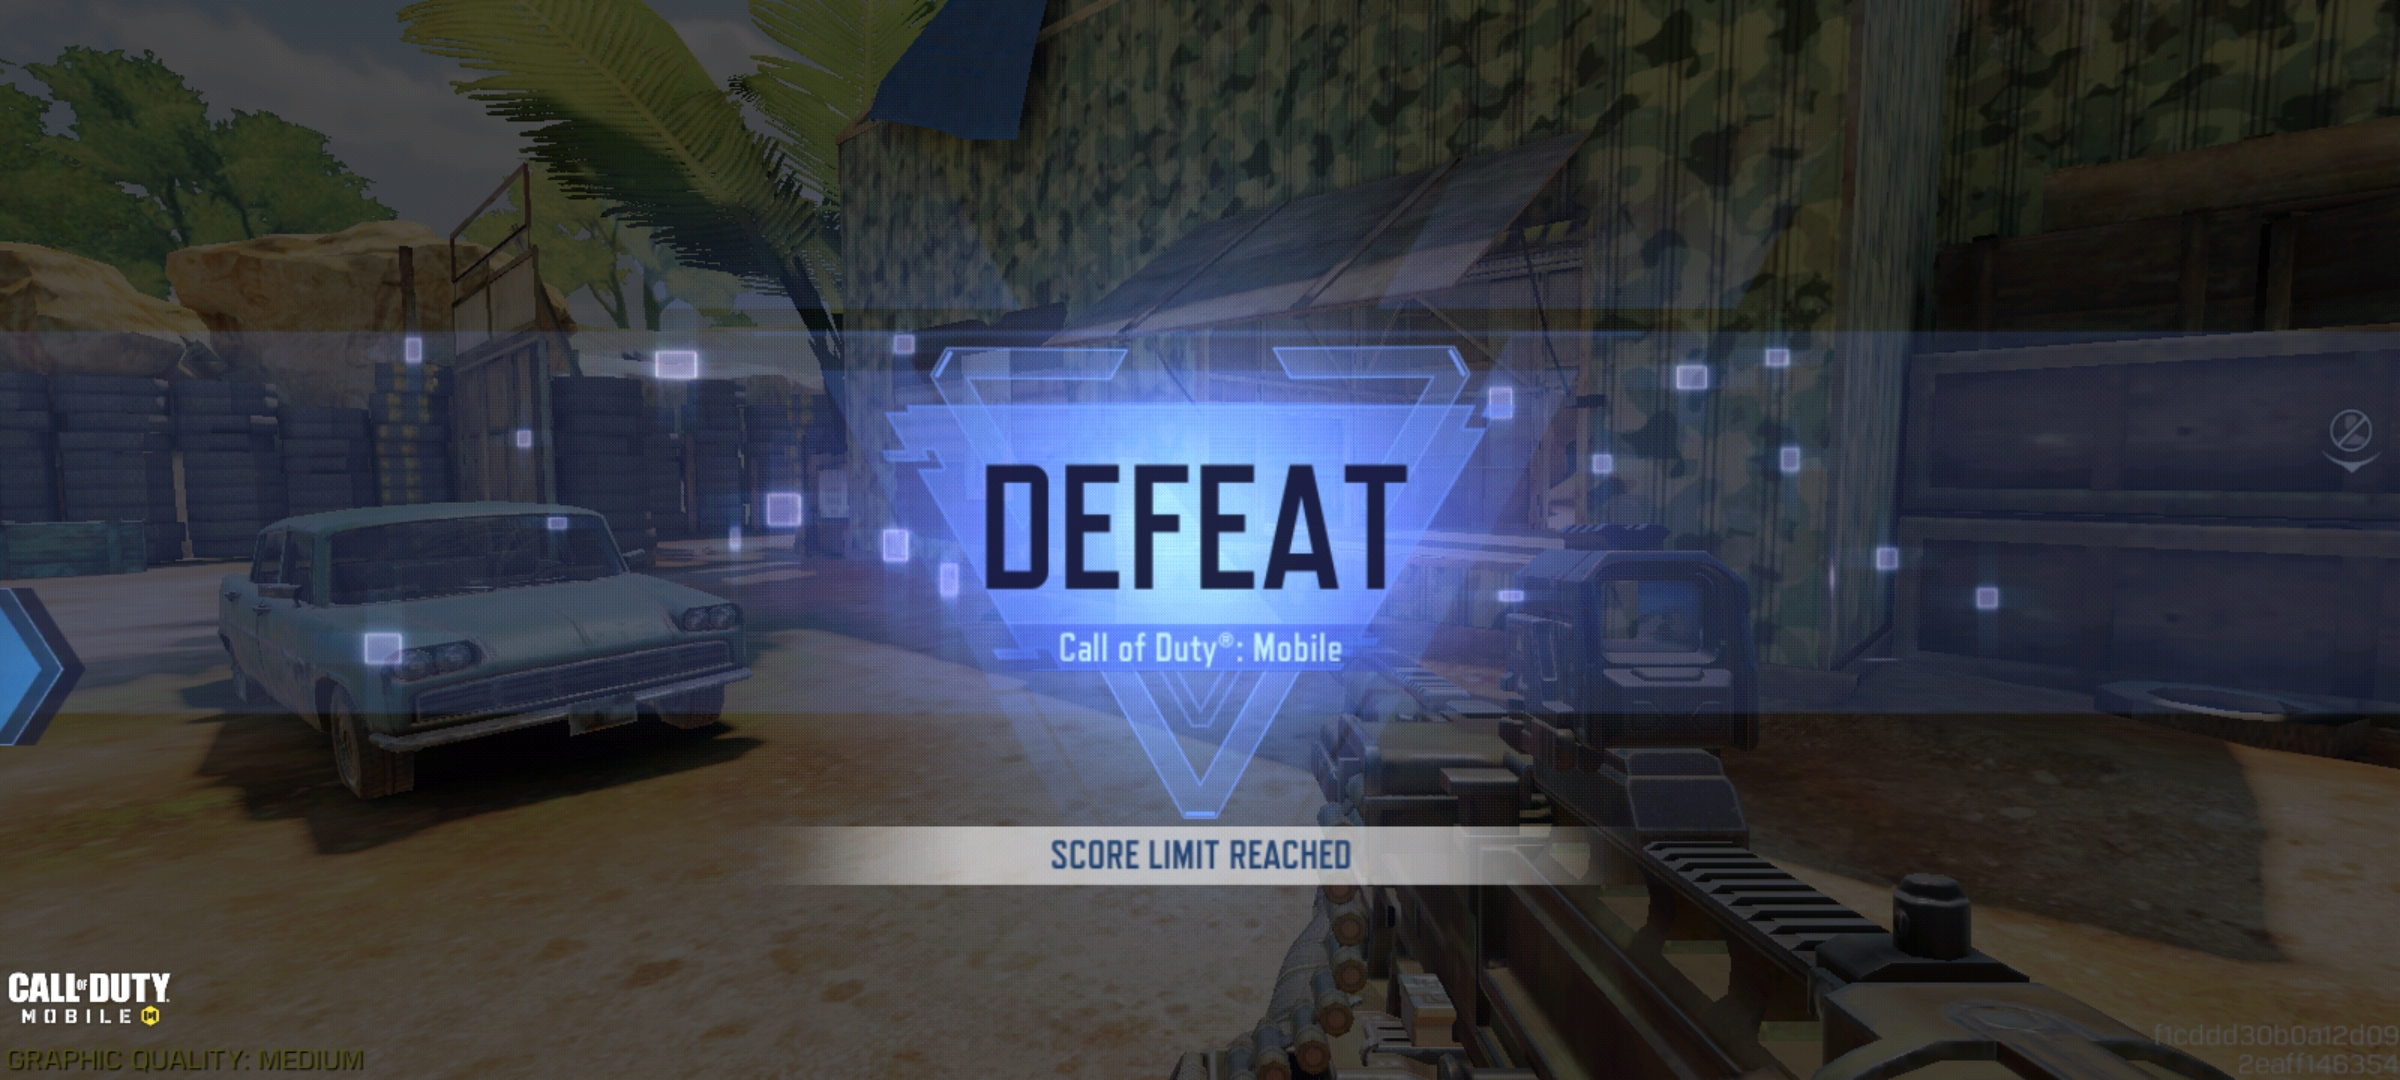 DEFEAT
Call of Duty®: Mobile
SCORE LIMIT REACHED
CALL OF DUTY
MOBILE
GRAPHIC QUALITY: MEDIUM
f1cddd30b0a12d09
2eaff146354